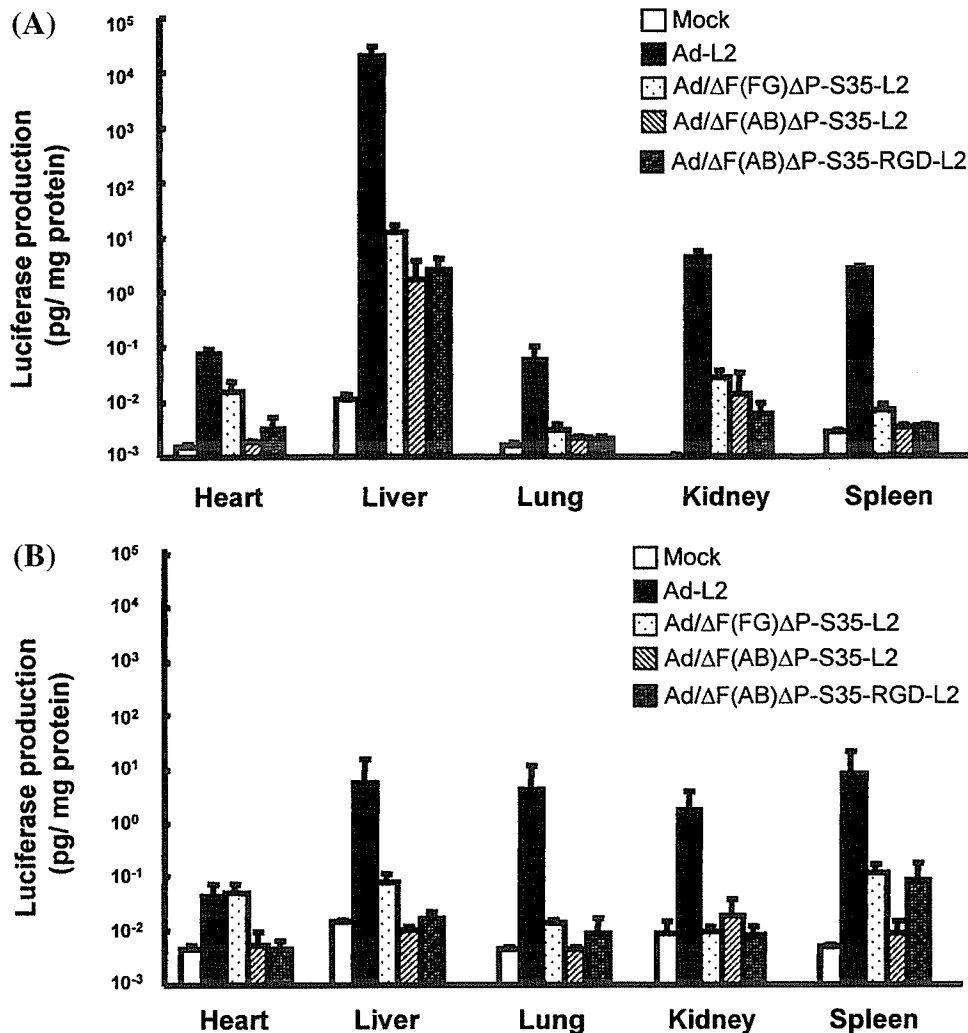 (A)
Luciferase production
(pg/ mg protein)
10⁵
10⁴
10³
10²
10¹
10⁰
10⁻¹
10⁻²
10⁻³
Mock
Ad-L2
Ad/ΔF(FG)ΔP-S35-L2
Ad/ΔF(AB)ΔP-S35-L2
Ad/ΔF(AB)ΔP-S35-RGD-L2
Heart Liver Lung Kidney Spleen
(B)
Luciferase production
(pg/ mg protein)
10⁵
10⁴
10³
10²
10¹
10⁰
10⁻¹
10⁻²
10⁻³
Mock
Ad-L2
Ad/ΔF(FG)ΔP-S35-L2
Ad/ΔF(AB)ΔP-S35-L2
Ad/ΔF(AB)ΔP-S35-RGD-L2
Heart Liver Lung Kidney Spleen